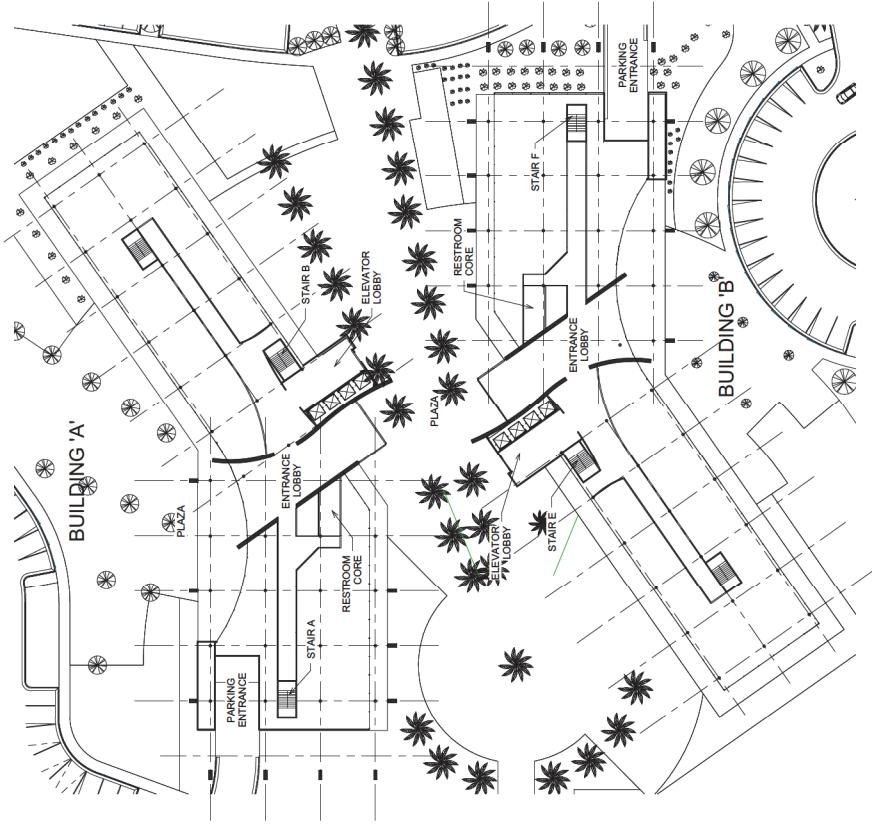 PARKING
ENTRANCE
STAIR F
RESTROOM
CORE
STAIR B
ELEVATOR
LOBBY
ENTRANCE
LOBBY
BUILDING 'B'
PLAZA
BUILDING 'A'
PLAZA
ENTRANCE
LOBBY
ELEVATOR
LOBBY
STAIR E
RESTROOM
CORE
STAIR A
PARKING
ENTRANCE